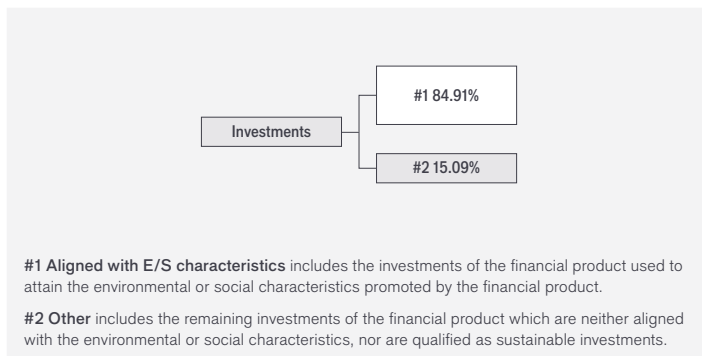 #1 84.91%
Investments
#2 15.09%
#1 Aligned with E/S characteristics includes the investments of the financial product used to
attain the environmental or social characteristics promoted by the financial product.
#2 Other includes the remaining investments of the financial product which are neither aligned
with the environmental or social characteristics, nor are qualified as sustainable investments.